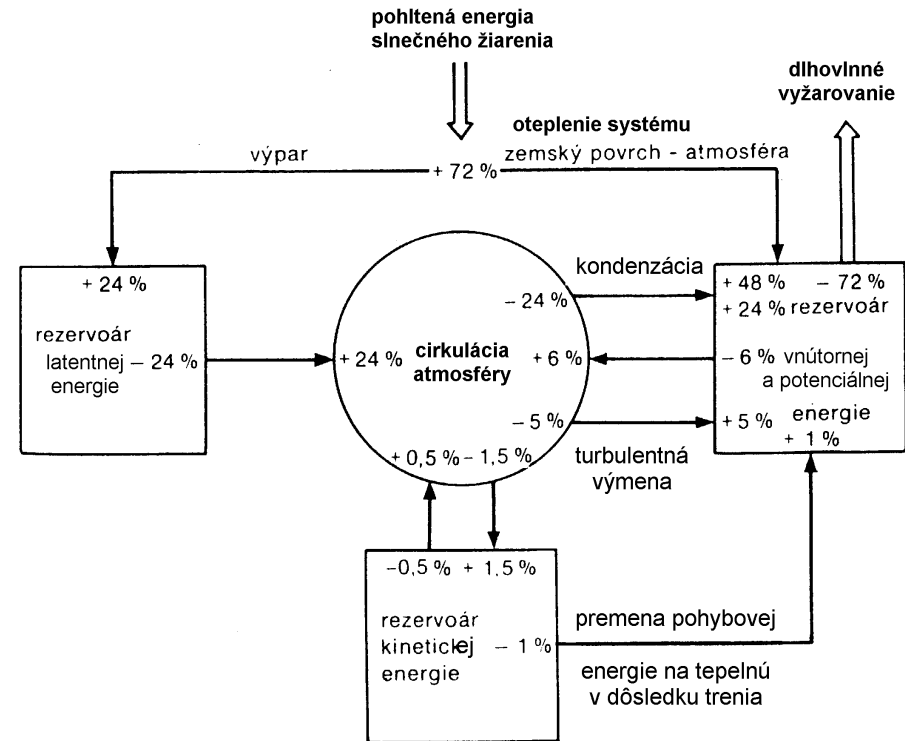 pohltená energia
slnečného žiarenia
dlhovlnné
vyžarovanie
oteplenie systému
výpar
zemský povrch - atmosféra
+ 72 %
+ 24 %
rezervoár
latentnej - 24 %
energie
+ 24 %
cirkulácia
atmosféry
- 24 %
+ 6 %
- 5 %
+ 0,5 % - 1,5 %
kondenzácia
turbulentná
výmena
+ 48 % - 72 %
+ 24 % rezervoár
- 6 % vnútornej
a potenciálnej
energie
+ 5 %
+ 1 %
-0,5 % + 1,5 %
rezervoár
kinetickej - 1 %
energie
premena pohybovej
energie na tepelnú
v dôsledku trenia